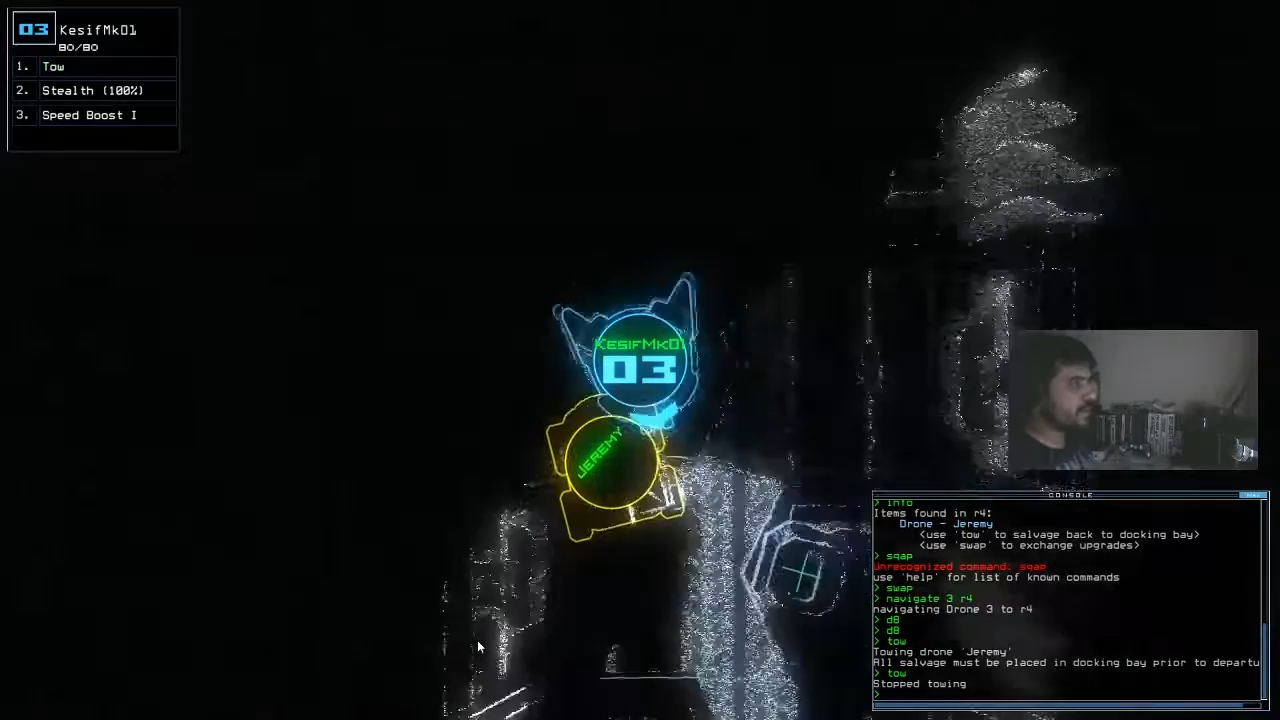 03 KesifMk01
80/80
1. Tow
2. Stealth (100%)
3. Speed Boost I
KesifMk01
03
JEREMY
CONSOLE
> info
Items found in r4:
Drone - Jeremy
<use 'tow' to salvage back to docking bay>
<use 'swap' to exchange upgrades>
> sqap
Unrecognized command: sqap
use 'help' for list of known commands
> swap
> navigate 3 r4
navigating Drone 3 to r4
> d8
> d8
> tow
Towing drone 'Jeremy'
All salvage must be placed in docking bay prior to departu
> tow
Stopped towing
>